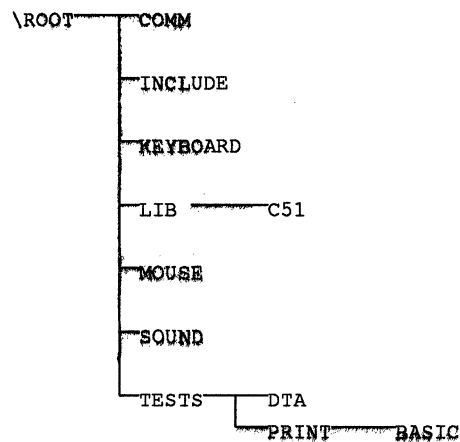 \ROOT COMM
INCLUDE
KEYBOARD
LIB C51
MOUSE
SOUND
TESTS DTA
PRINT BASIC